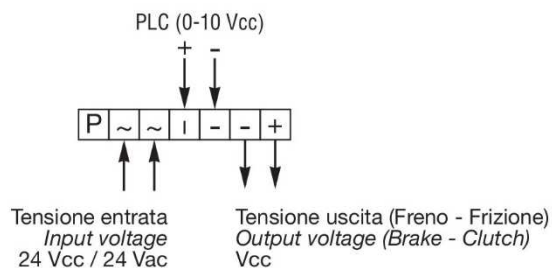 PLC (0-10 Vcc)
+ -
P ~ ~ I - - +
Tensione entrata
Input voltage
24 Vcc / 24 Vac
Tensione uscita (Freno - Frizione)
Output voltage (Brake - Clutch)
Vcc